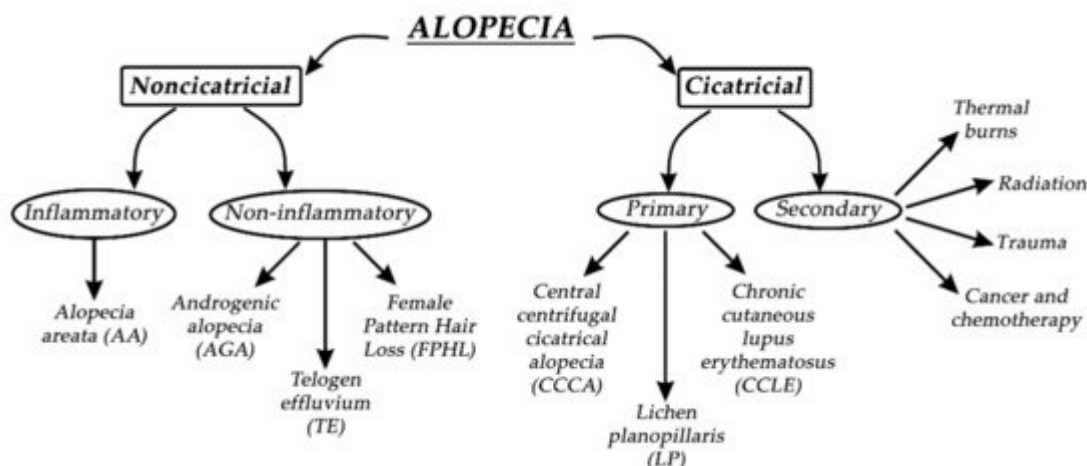 ALOPECIA
Noncicatricial
Cicatricial
Inflammatory
Non-inflammatory
Primary
Secondary
Alopecia
areata (AA)
Androgenic
alopecia
(AGA)
Telogen
effluvium
(TE)
Female
Pattern Hair
Loss (FPHL)
Central
centrifugal
cicatrical
alopecia
(CCCA)
Lichen
planopillaris
(LP)
Chronic
cutaneous
lupus
erythematosus
(CCLE)
Thermal
burns
Radiation
Trauma
Cancer and
chemotherapy